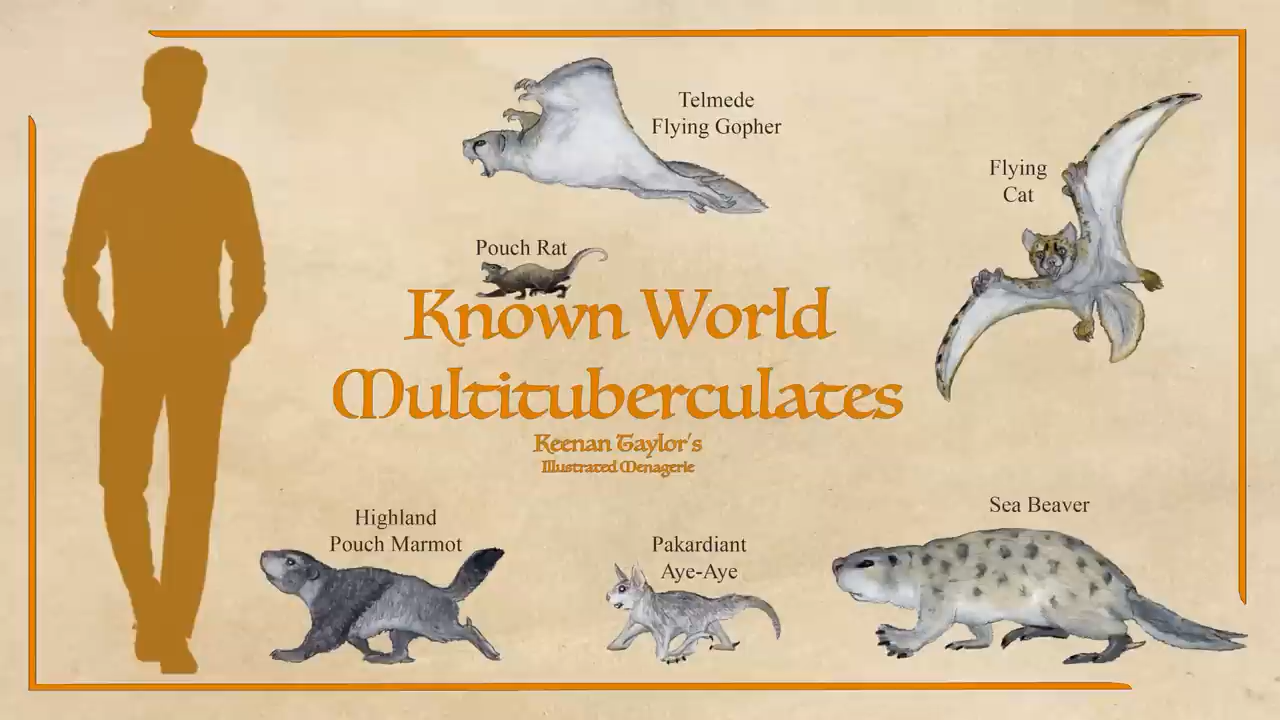 Telmede
Flying Gopher
Flying
Cat
Pouch Rat
Known World
Multituberculates
Keenan Taylor's
Illustrated Menagerie
Highland
Pouch Marmot
Pakardiant
Aye-Aye
Sea Beaver